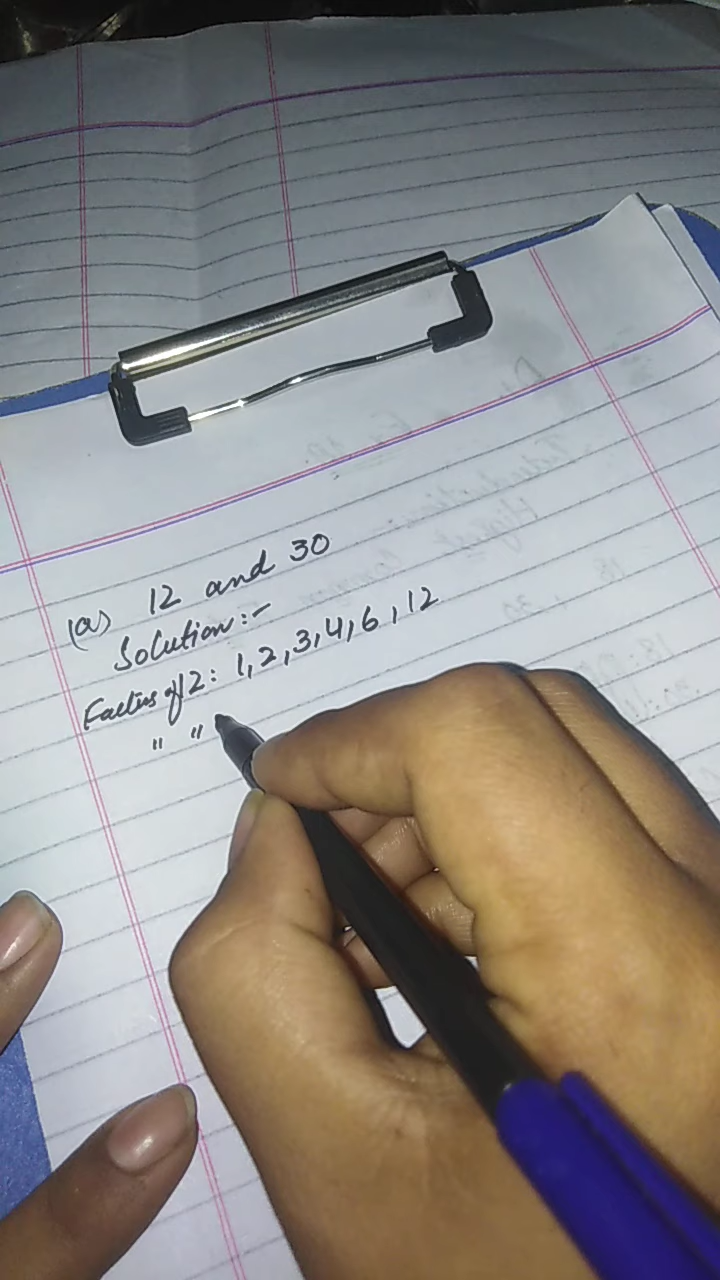 (a) 12 and 30
Solution:-
Factors of 12: 1, 2, 3, 4, 6, 12
" "